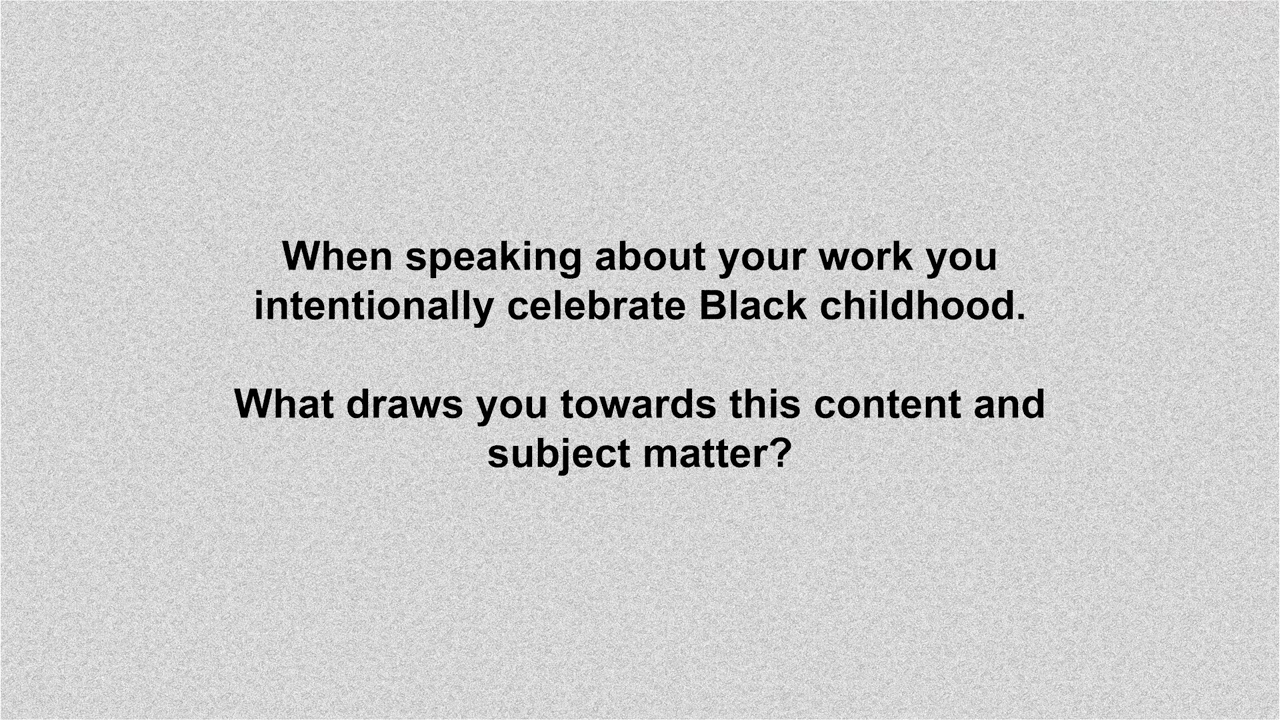 When speaking about your work you
intentionally celebrate Black childhood.
What draws you towards this content and
subject matter?